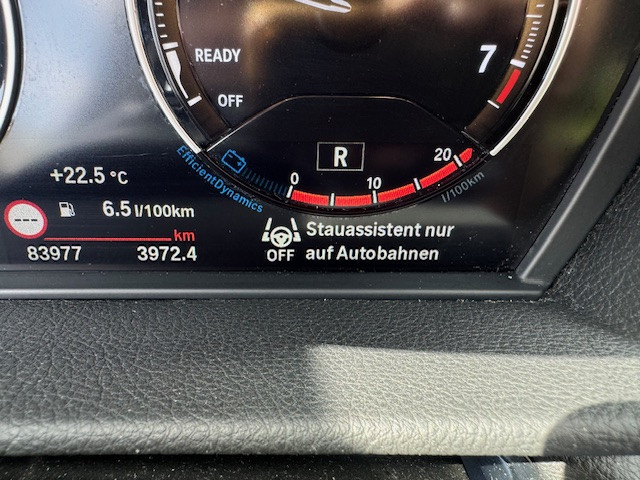 READY
7
OFF
R
EfficientDynamics
0
10
20
l/100km
+22.5 °C
---
6.5 l/100km
km
83977
3972.4
OFF
Stauassistent nur
auf Autobahnen